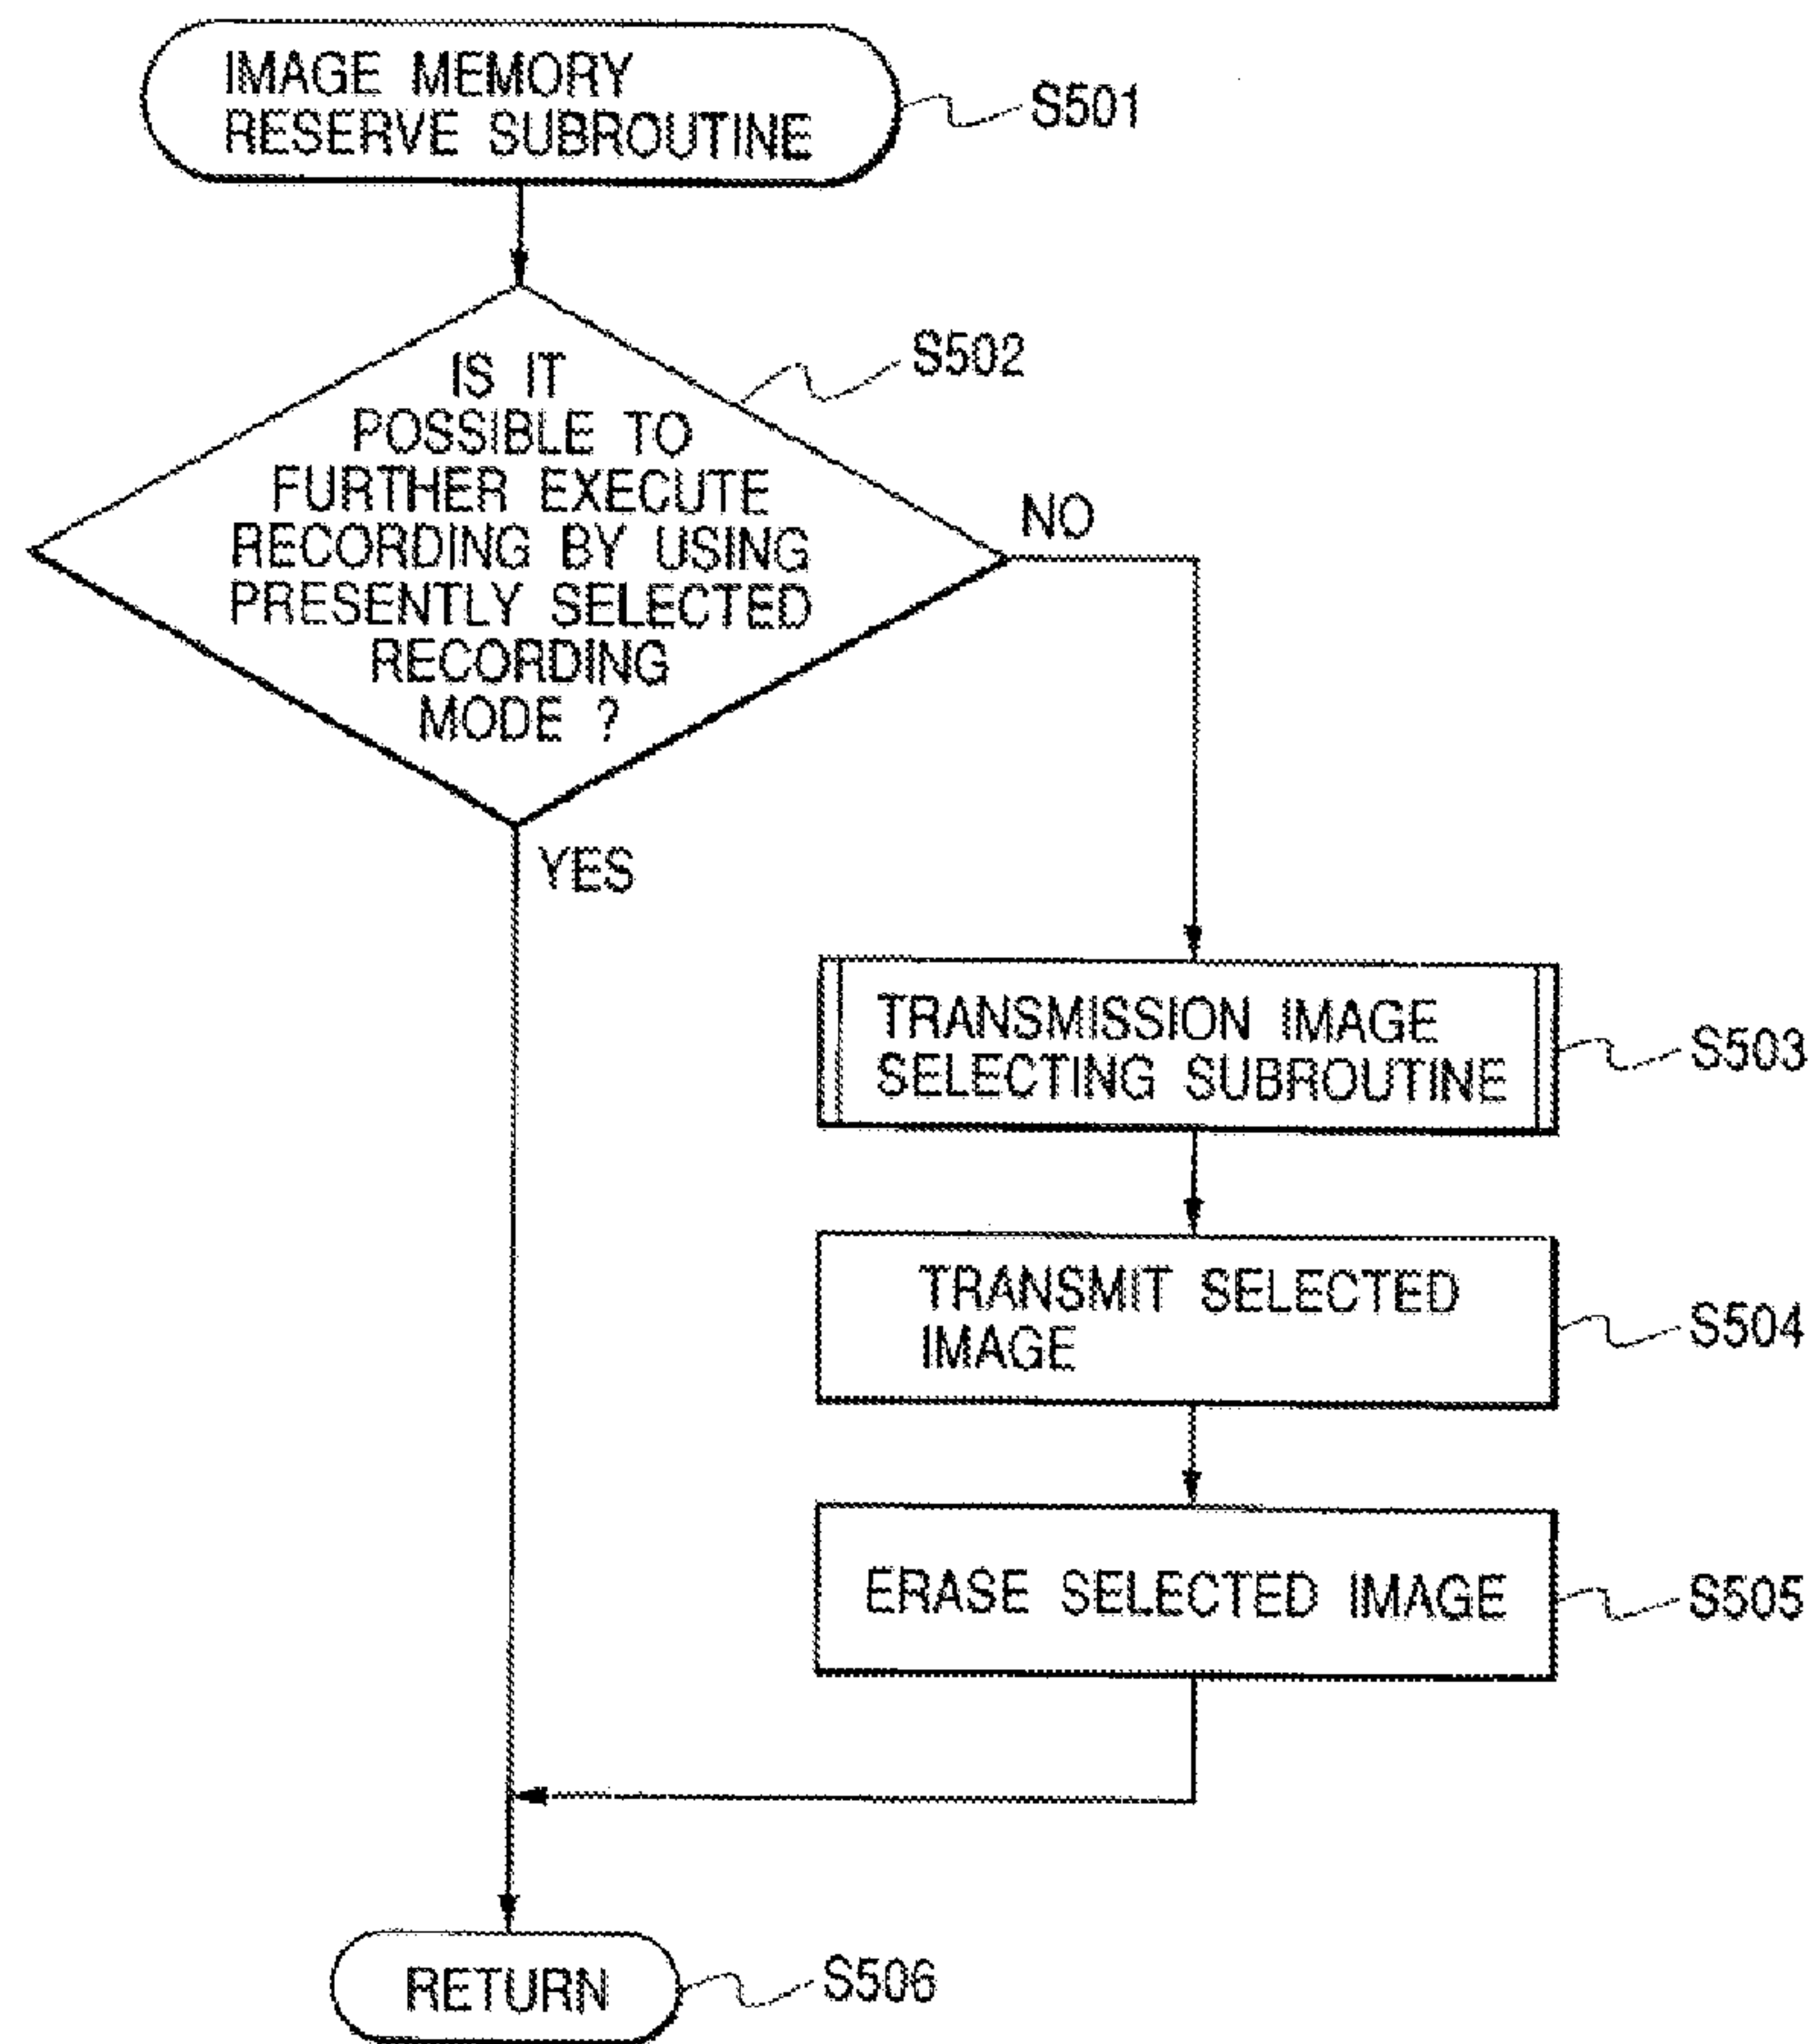 IMAGE MEMORY
RESERVE SUBROUTINE
S501
IS IT
POSSIBLE TO
FURTHER EXECUTE
RECORDING BY USING
PRESENTLY SELECTED
RECORDING
MODE ?
S502
NO
YES
TRANSMISSION IMAGE
SELECTING SUBROUTINE
S503
TRANSMIT SELECTED
IMAGE
S504
ERASE SELECTED IMAGE
S505
RETURN
S506